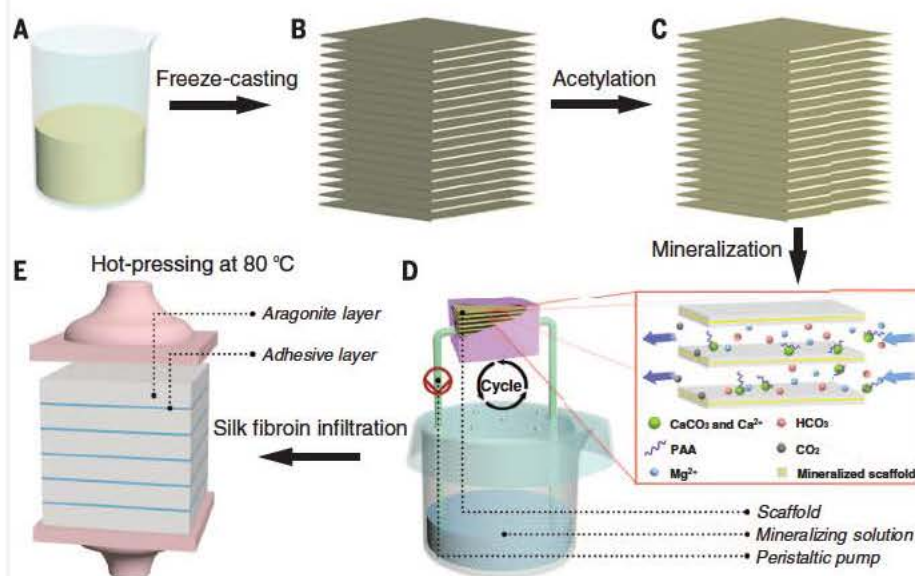 A
Freeze-casting
B
Acetylation
C
Mineralization
E
Hot-pressing at 80 °C
Aragonite layer
Adhesive layer
Silk fibroin infiltration
D
Cycle
CaCO₃ and Ca²⁺
HCO₃
PAA
CO₂
Mg²⁺
Mineralized scaffold
Scaffold
Mineralizing solution
Peristaltic pump